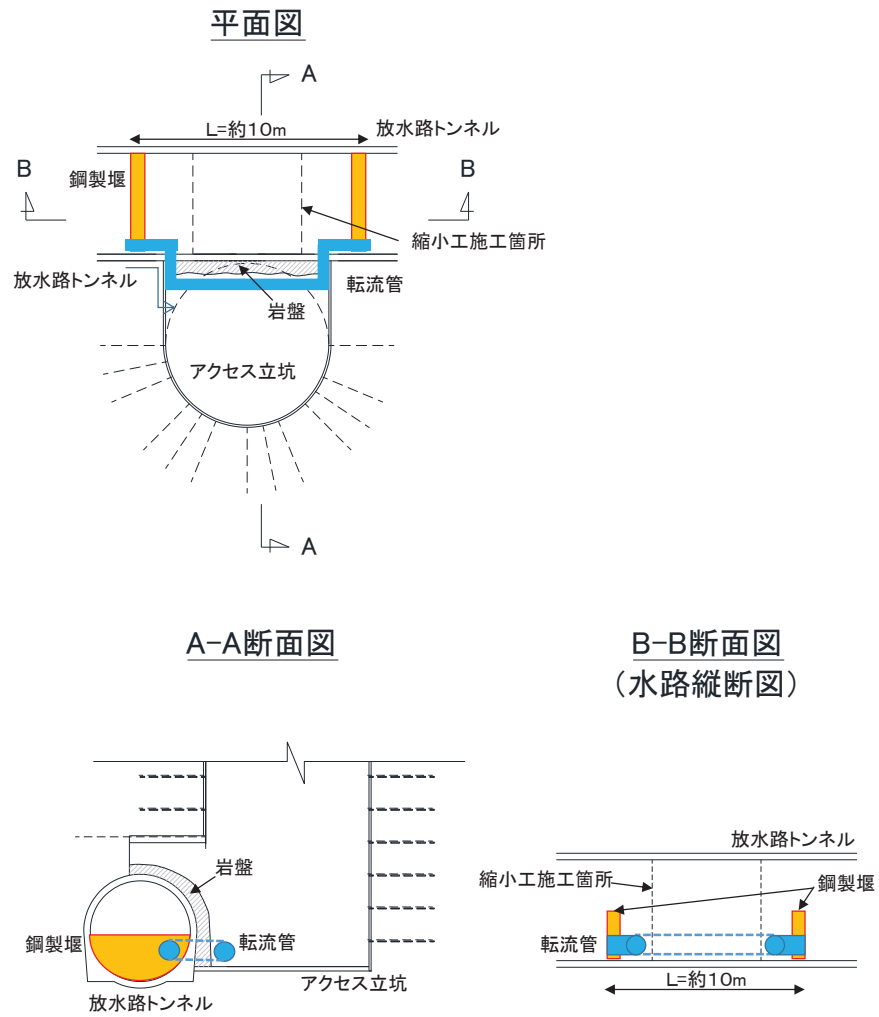 平面図
A
L=約10m
放水路トンネル
B
鋼製堰
B
縮小工施工箇所
放水路トンネル
転流管
岩盤
アクセス立坑
A
A-A断面図
岩盤
鋼製堰
転流管
アクセス立坑
放水路トンネル
B-B断面図
(水路縦断図)
放水路トンネル
縮小工施工箇所
鋼製堰
転流管
L=約10m